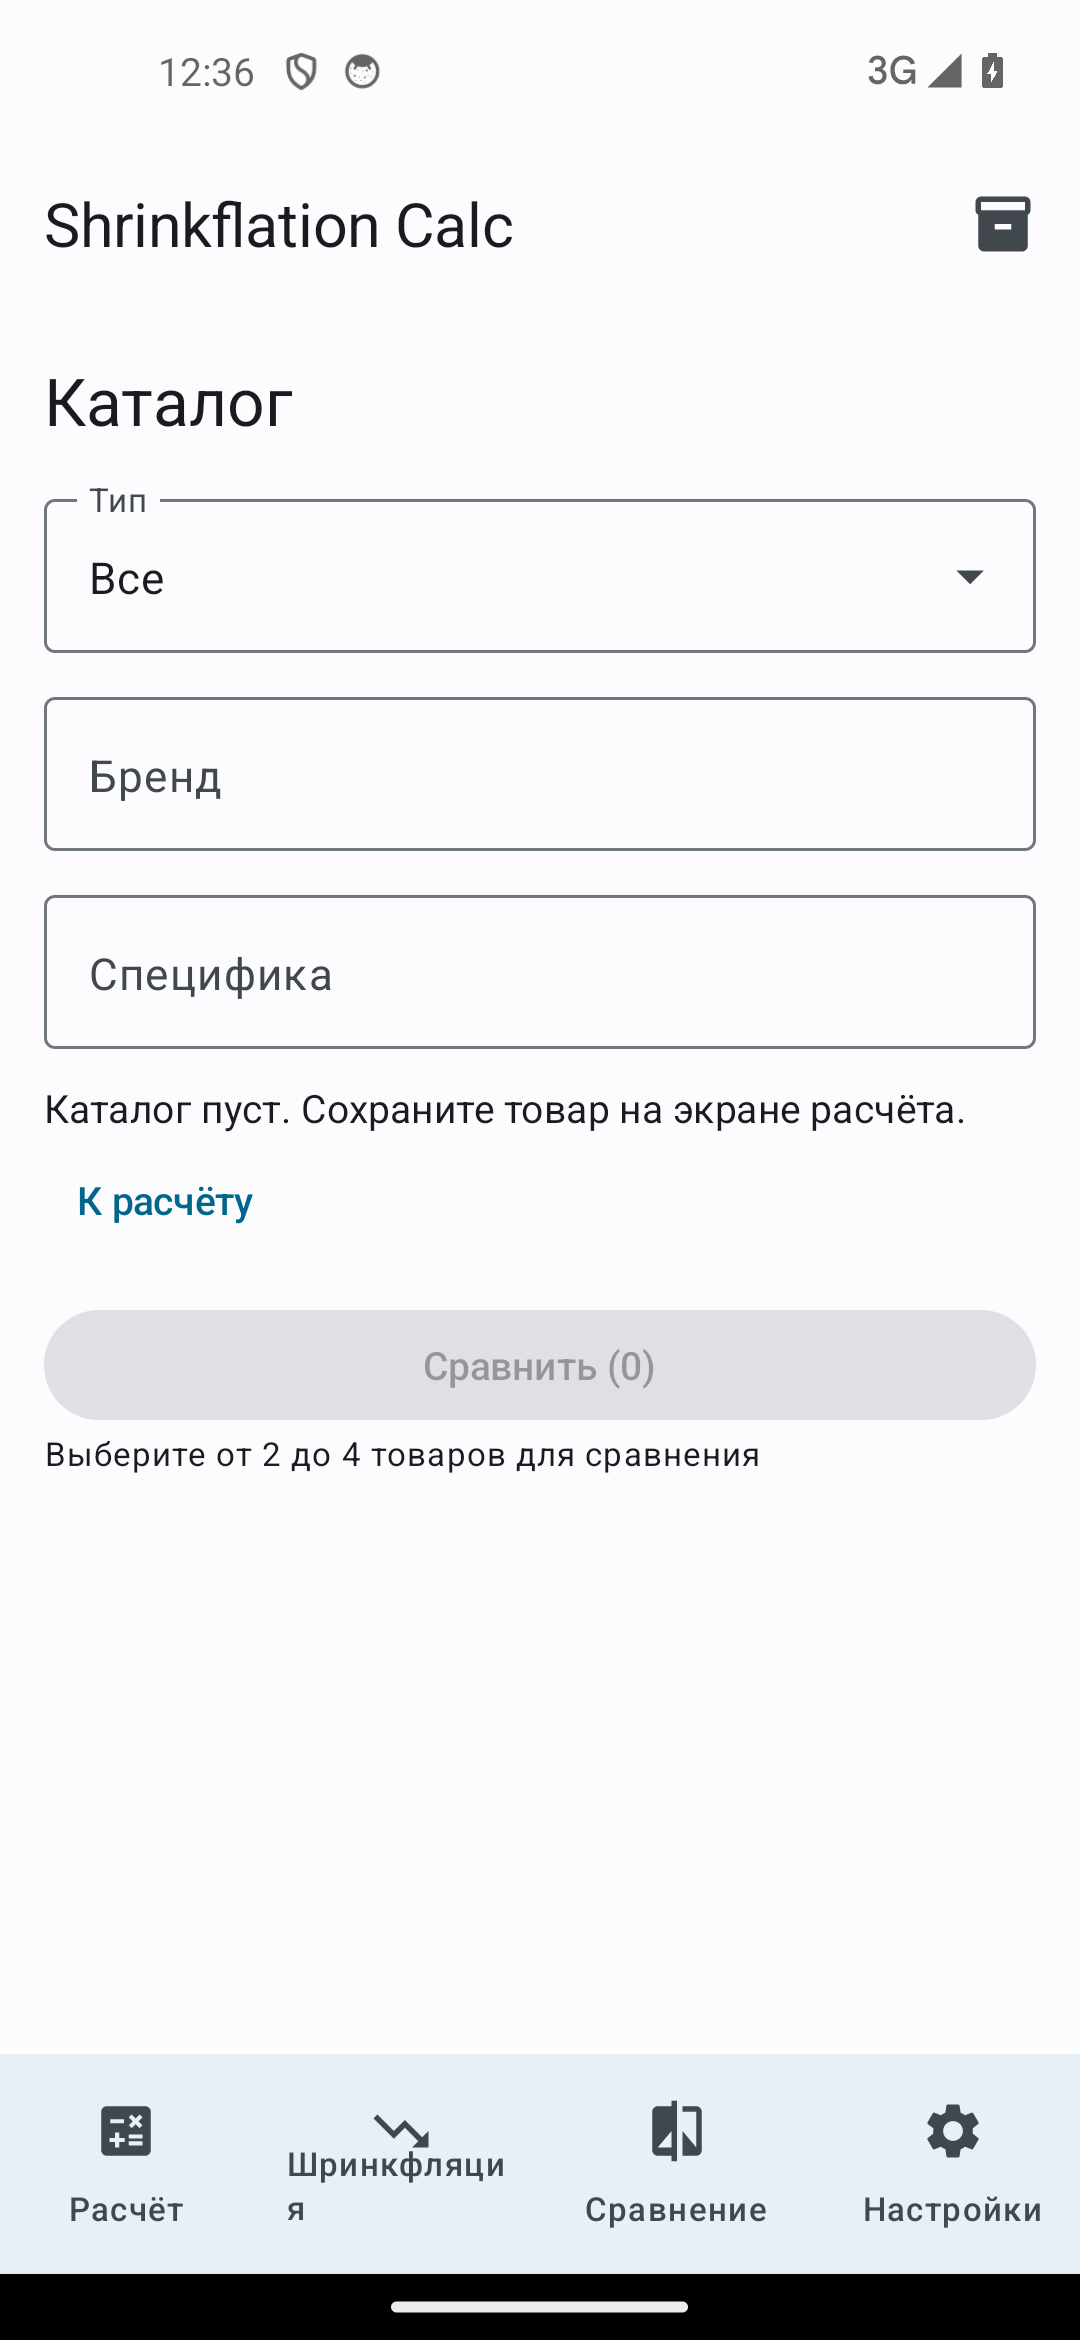 12:36
3G
Shrinkflation Calc
Каталог
Тип
Все
Бренд
Специфика
Каталог пуст. Сохраните товар на экране расчёта.
К расчёту
Сравнить (0)
Выберите от 2 до 4 товаров для сравнения
Расчёт
Шринкфляци
я
Сравнение
Настройки